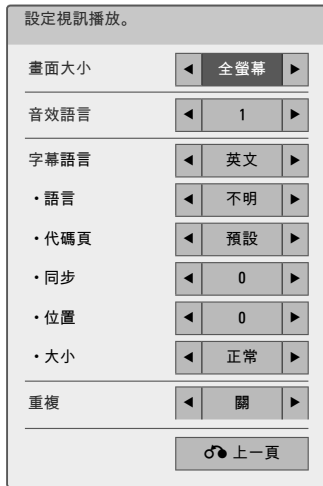 設定視訊播放。
畫面大小 ◀ 全螢幕 ▶
音效語言 ◀ 1 ▶
字幕語言 ◀ 英文 ▶
・語言 ◀ 不明 ▶
・代碼頁 ◀ 預設 ▶
・同步 ◀ 0 ▶
・位置 ◀ 0 ▶
・大小 ◀ 正常 ▶
重複 ◀ 關 ▶
上一頁